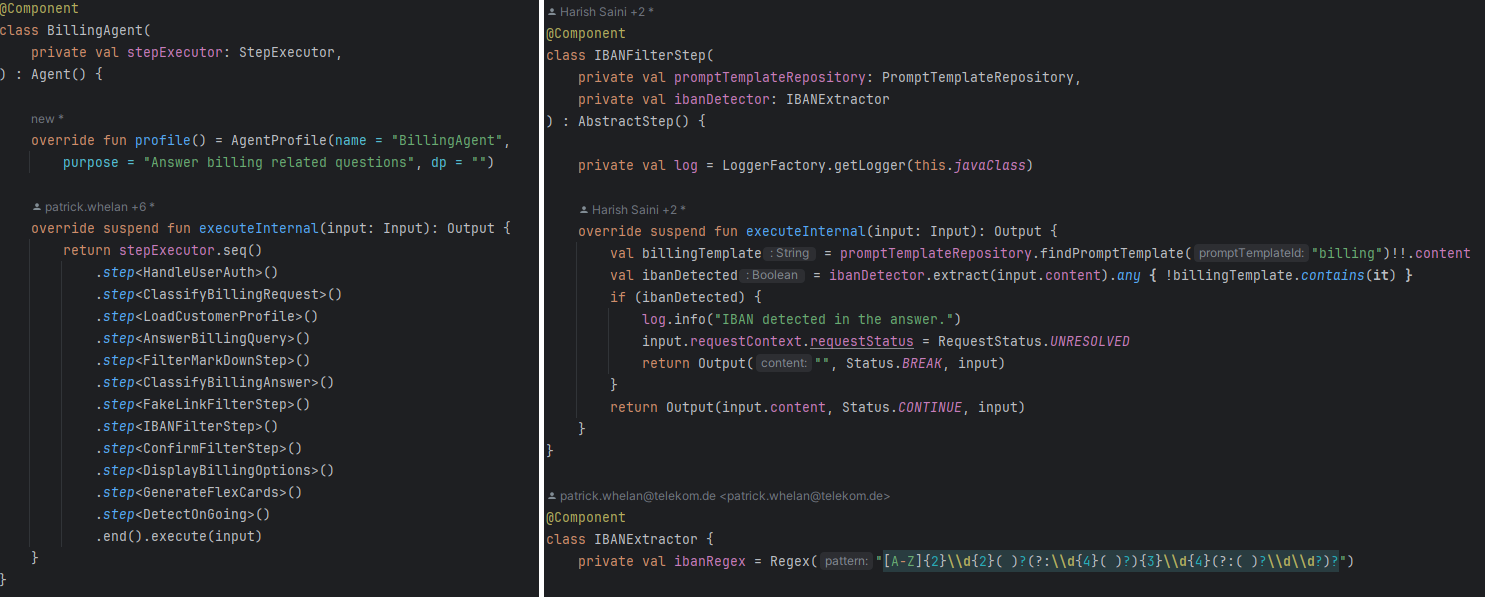 @Component
class BillingAgent(
    private val stepExecutor: StepExecutor,
) : Agent() {
    new *
    override fun profile() = AgentProfile(name = "BillingAgent",
        purpose = "Answer billing related questions", dp = "")
    patrick.whelan +6 *
    override suspend fun executeInternal(input: Input): Output {
        return stepExecutor.seq()
            .step<HandleUserAuth>()
            .step<ClassifyBillingRequest>()
            .step<LoadCustomerProfile>()
            .step<AnswerBillingQuery>()
            .step<FilterMarkDownStep>()
            .step<ClassifyBillingAnswer>()
            .step<FakeLinkFilterStep>()
            .step<IBANFilterStep>()
            .step<ConfirmFilterStep>()
            .step<DisplayBillingOptions>()
            .step<GenerateFlexCards>()
            .step<DetectOnGoing>()
            .end().execute(input)
    }
}
Harish Saini +2 *
@Component
class IBANFilterStep(
    private val promptTemplateRepository: PromptTemplateRepository,
    private val ibanDetector: IBANExtractor
) : AbstractStep() {
    private val log = LoggerFactory.getLogger(this.javaClass)
    Harish Saini +2 *
    override suspend fun executeInternal(input: Input): Output {
        val billingTemplate : String = promptTemplateRepository.findPromptTemplate( promptTemplateId: "billing")!!.content
        val ibanDetected : Boolean = ibanDetector.extract(input.content).any { !billingTemplate.contains(it) }
        if (ibanDetected) {
            log.info("IBAN detected in the answer.")
            input.requestContext.requestStatus = RequestStatus.UNRESOLVED
            return Output( content: "", Status.BREAK, input)
        }
        return Output(input.content, Status.CONTINUE, input)
    }
}
patrick.whelan@telekom.de <patrick.whelan@telekom.de>
@Component
class IBANExtractor {
    private val ibanRegex = Regex( pattern: "[A-Z]{2}\\d{2}( )?(?:\\d{4}( )?){3}\\d{4}(?:( )?\\d\\d?)?")